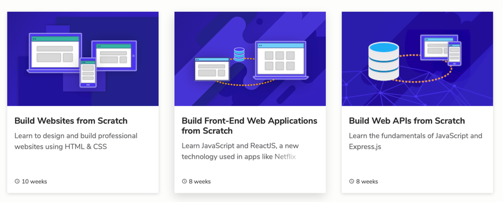 Build Websites from Scratch
Learn to design and build professional
websites using HTML & CSS
10 weeks
Build Front-End Web Applications
from Scratch
Learn JavaScript and ReactJS, a new
technology used in apps like Netflix
8 weeks
Build Web APIs from Scratch
Learn the fundamentals of JavaScript and
Express.js
8 weeks